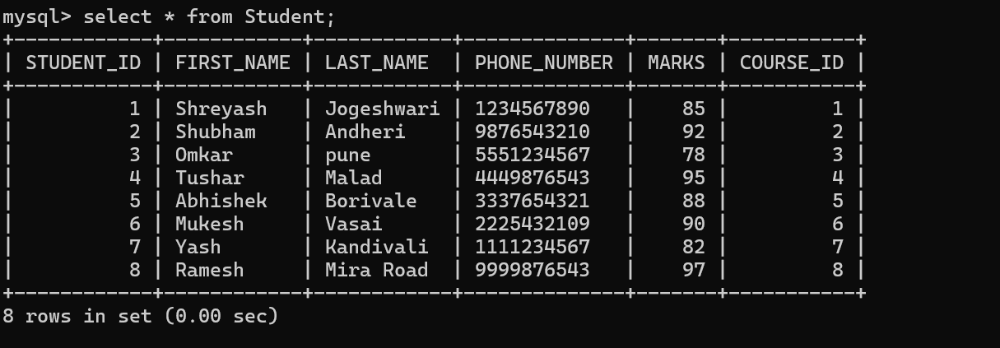 mysql> select * from Student;
+------------+------------+------------+--------------+-------+-----------+
| STUDENT_ID | FIRST_NAME | LAST_NAME  | PHONE_NUMBER | MARKS | COURSE_ID |
+------------+------------+------------+--------------+-------+-----------+
|          1 | Shreyash   | Jogeshwari | 1234567890   |    85 |         1 |
|          2 | Shubham    | Andheri    | 9876543210   |    92 |         2 |
|          3 | Omkar      | pune       | 5551234567   |    78 |         3 |
|          4 | Tushar     | Malad      | 4449876543   |    95 |         4 |
|          5 | Abhishek   | Borivale   | 3337654321   |    88 |         5 |
|          6 | Mukesh     | Vasai      | 2225432109   |    90 |         6 |
|          7 | Yash       | Kandivali  | 1111234567   |    82 |         7 |
|          8 | Ramesh     | Mira Road  | 9999876543   |    97 |         8 |
+------------+------------+------------+--------------+-------+-----------+
8 rows in set (0.00 sec)